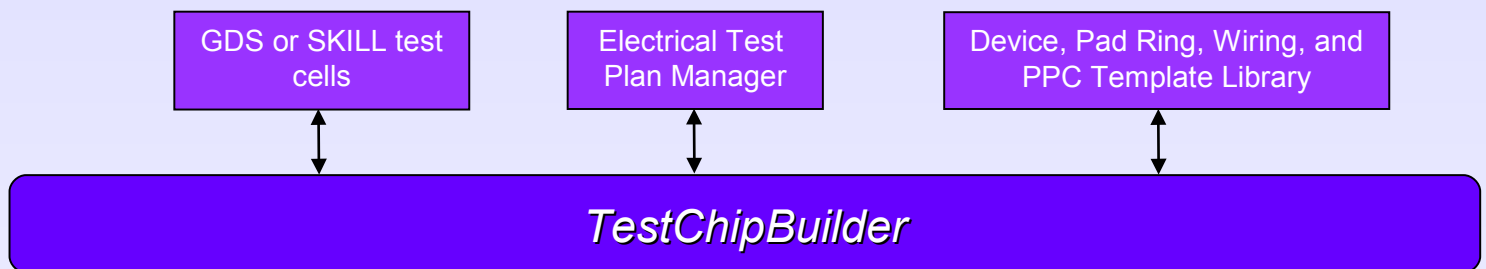 GDS or SKILL test
cells
Electrical Test
Plan Manager
Device, Pad Ring, Wiring, and
PPC Template Library
TestChipBuilder